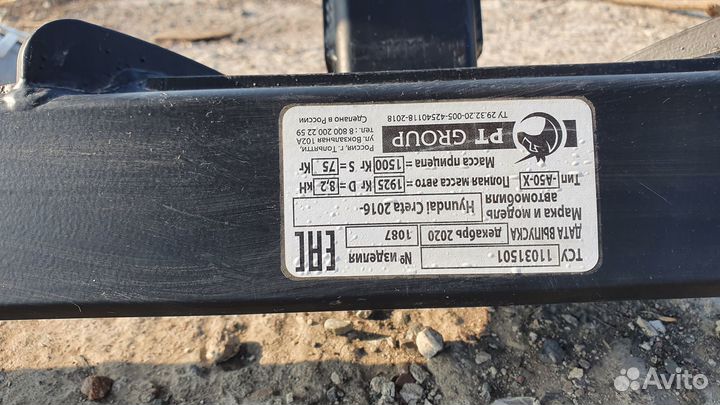 ТСУ 11031501
ДАТА ВЫПУСКА декабрь 2020 № изделия 1087
Марка и модель автомобиля Hyundai Creta 2016-
EAC
Тип -A50-X Полная масса авто = 1925 Кг D = 8,2 kH
Масса прицепа = 1500 Кг S = 75 Кг
PT GROUP
Россия, г. Тольятти,
ул. Вокзальная 102А
тел.: 8 800 200 22 59
Сделано в России
ТУ 29.32.20-005-42540118-2018
Avito